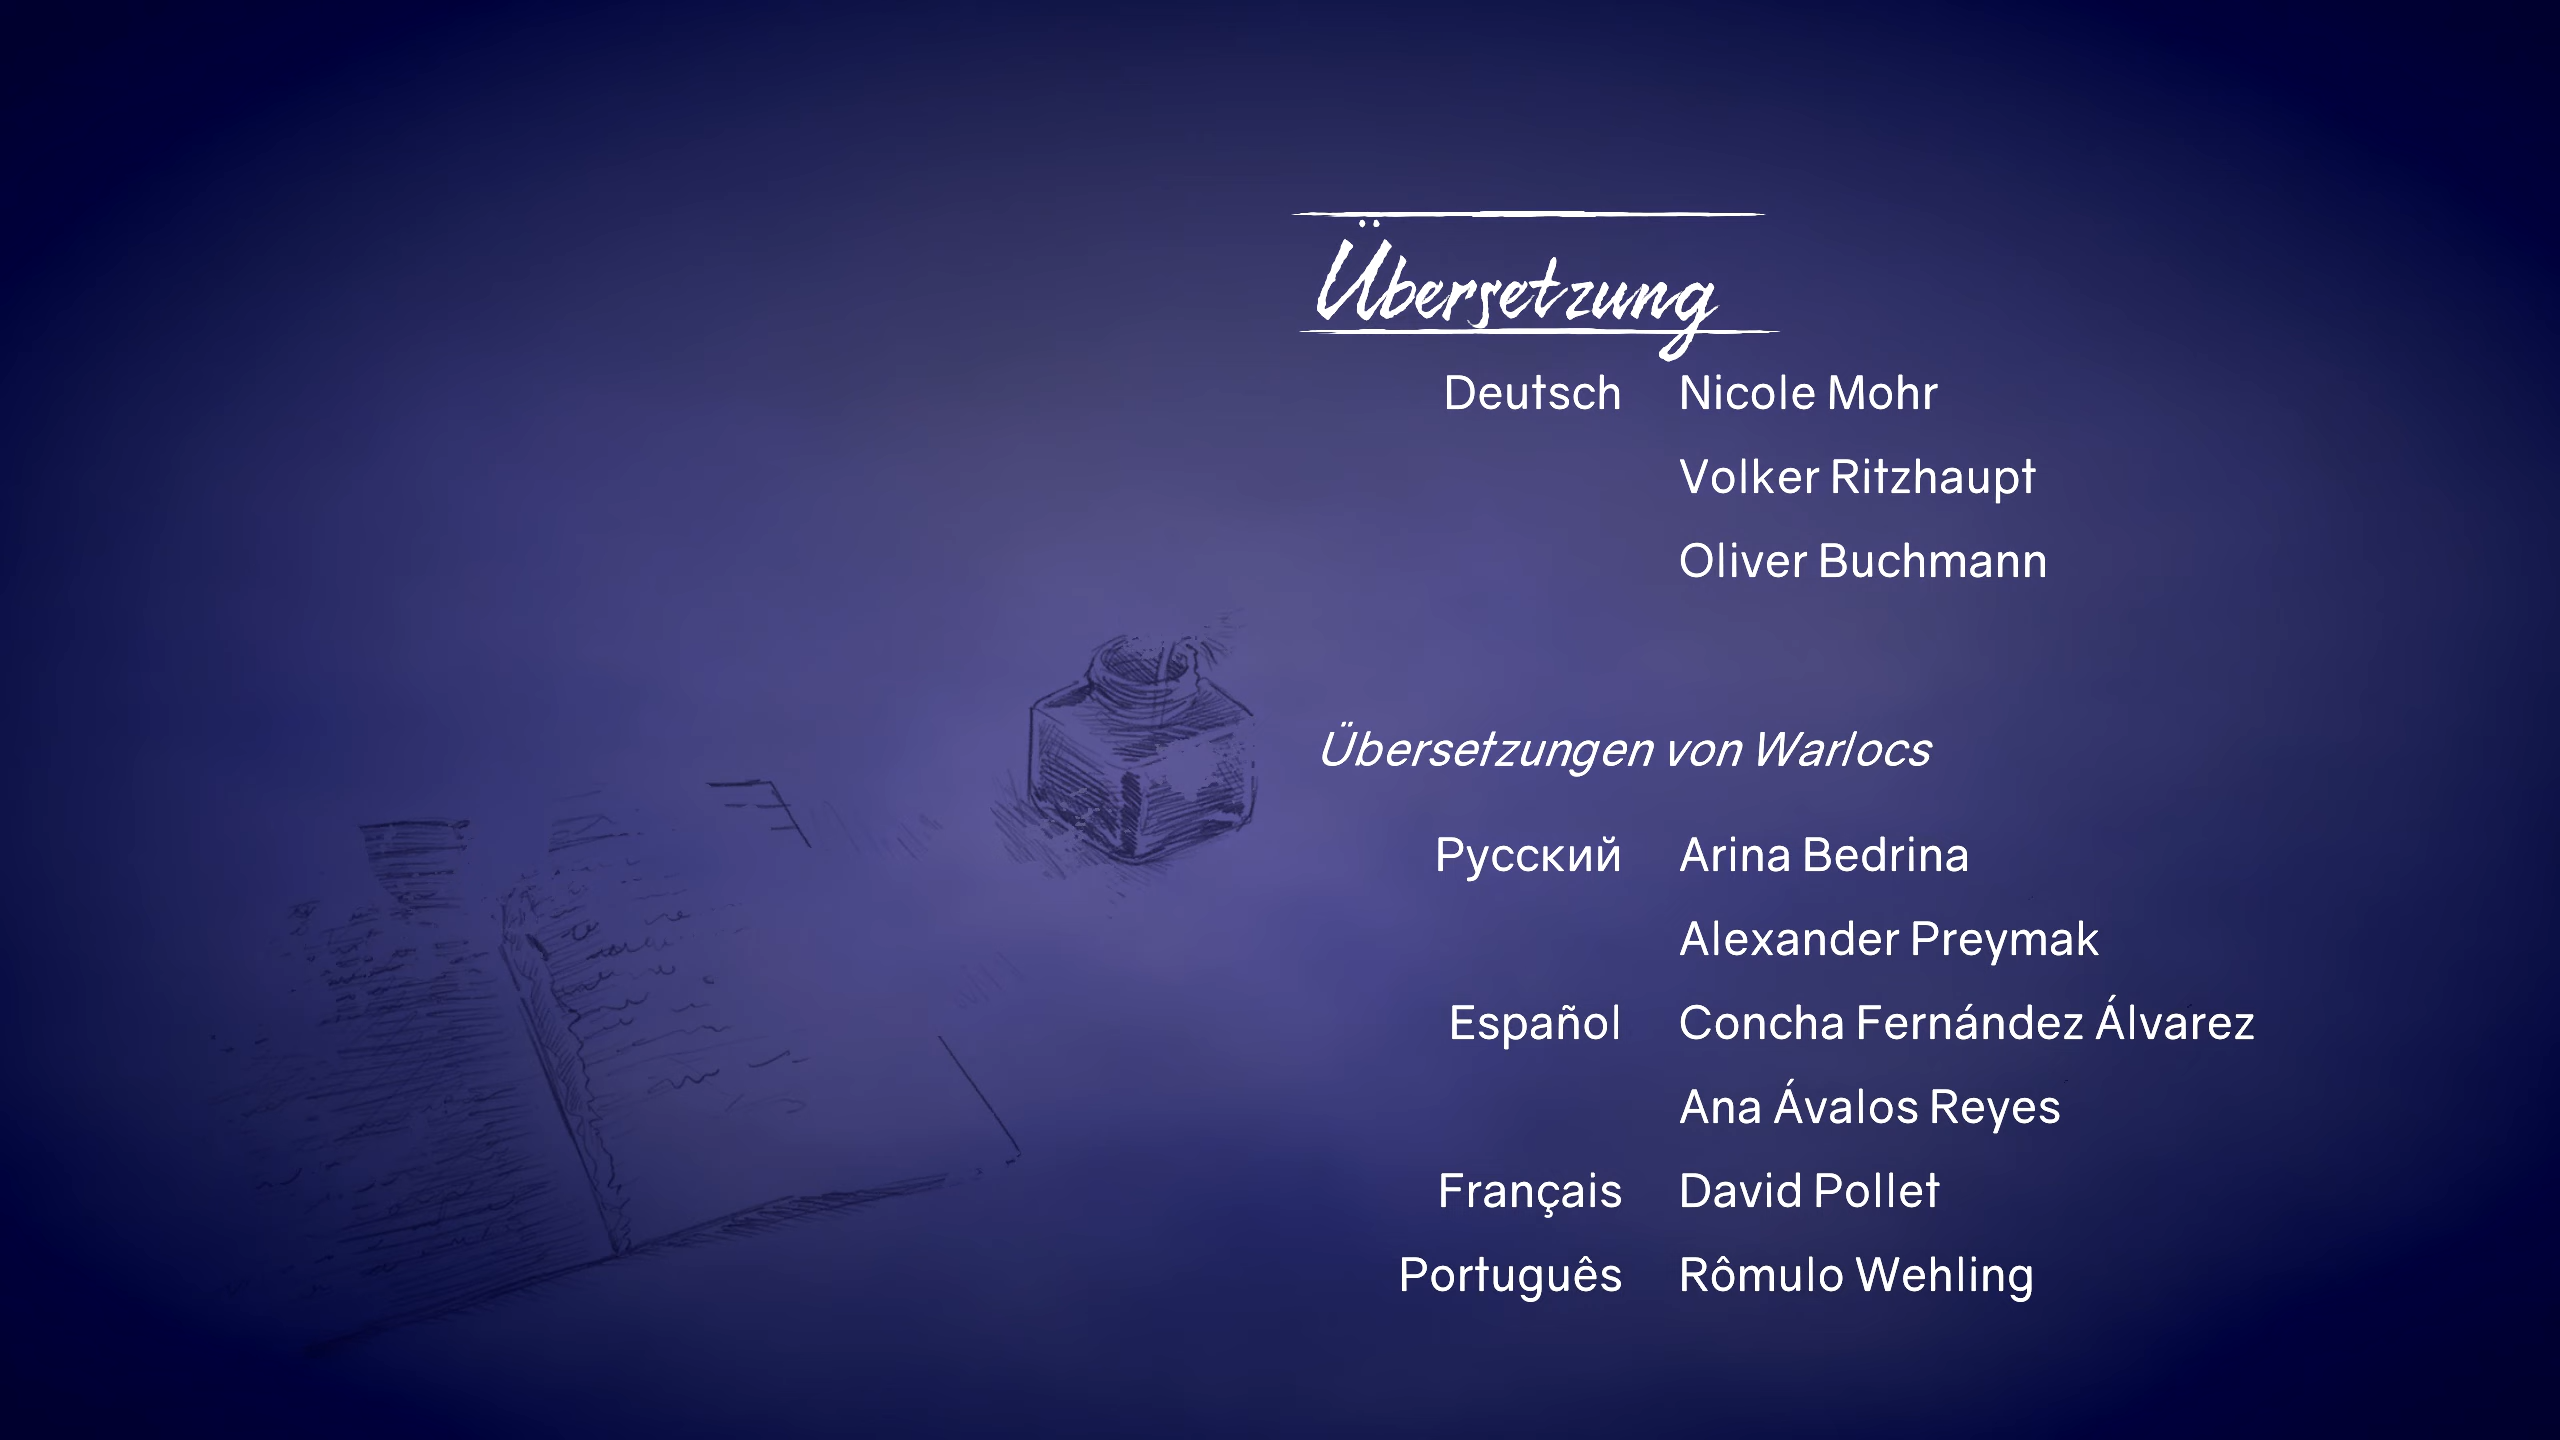 Übersetzung
Deutsch Nicole Mohr
Volker Ritzhaupt
Oliver Buchmann
Übersetzungen von Warlocs
Русский Arina Bedrina
Alexander Preymak
Español Concha Fernández Álvarez
Ana Ávalos Reyes
Français David Pollet
Português Rômulo Wehling